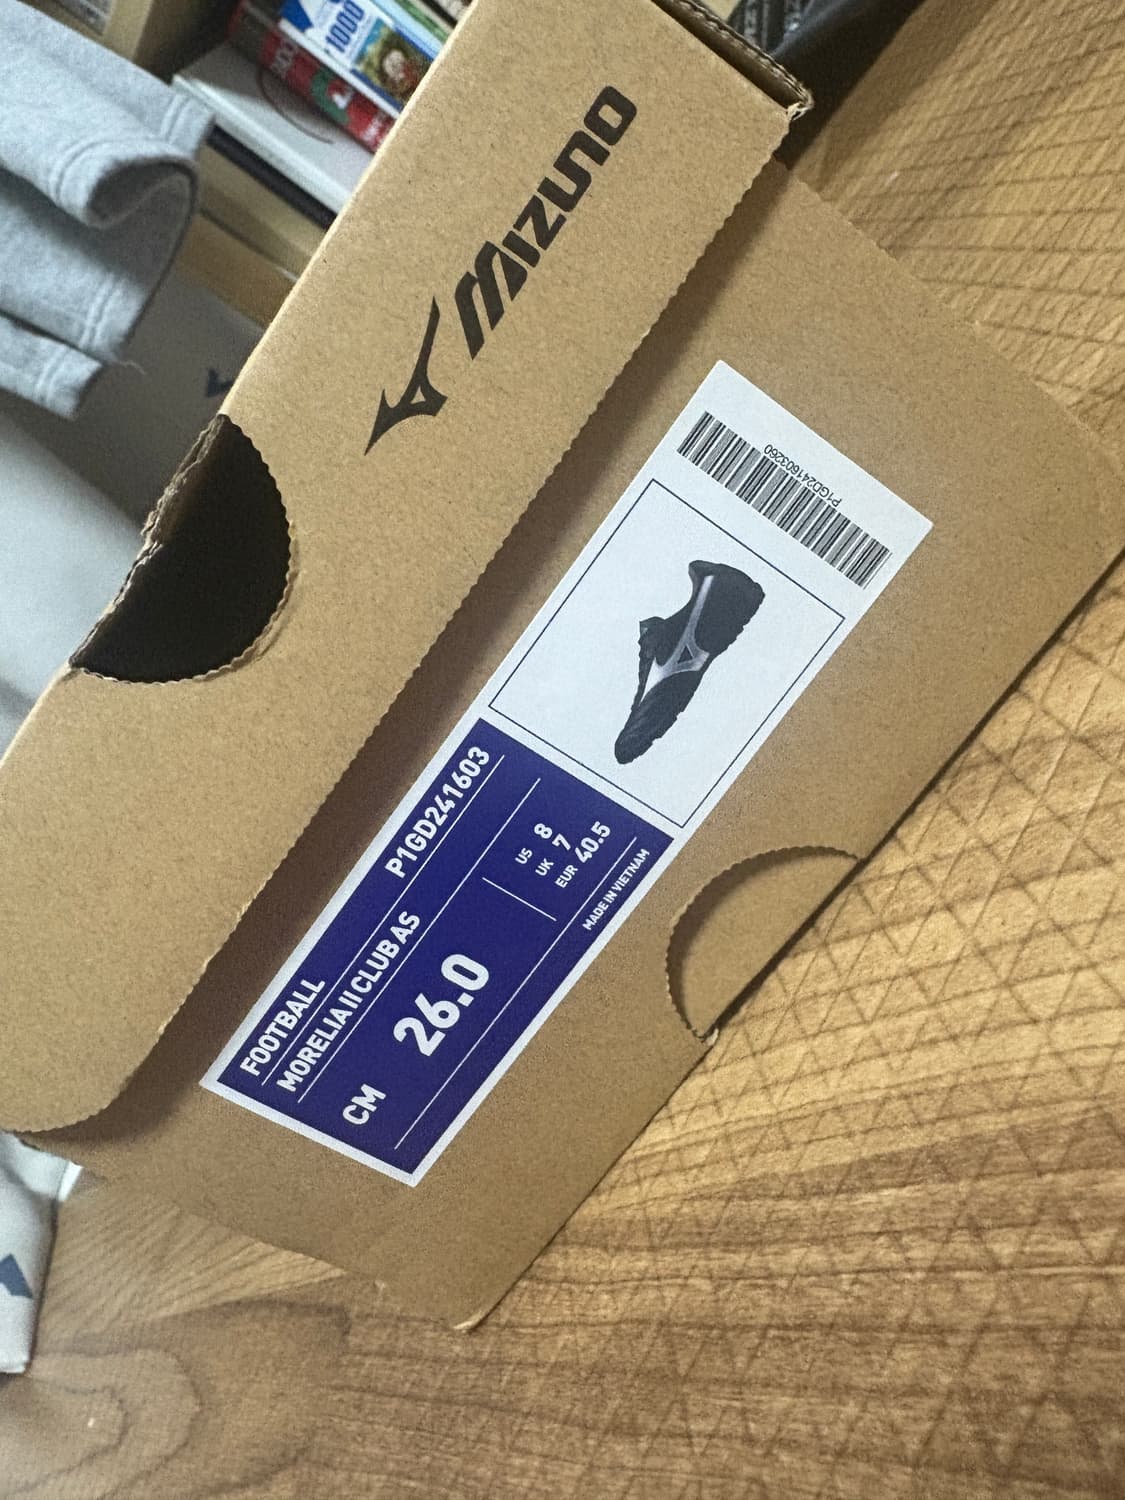 1000
MIZUNO
P1GD241603260
FOOTBALL
MORELIA II CLUB AS
P1GD241603
CM
26.0
US 8
UK 7
EUR 40.5
MADE IN VIETNAM